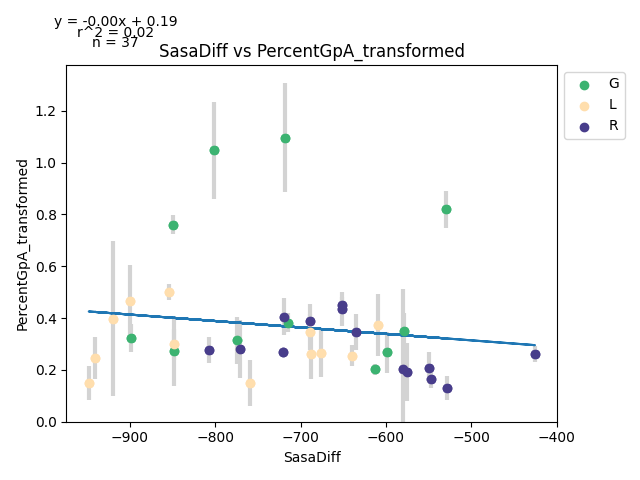 y = -0.00x + 0.19
r^2 = 0.02
n = 37
SasaDiff vs PercentGpA_transformed
G
L
R
PercentGpA_transformed
1.2
1.0
0.8
0.6
0.4
0.2
0.0
−900
−800
−700
−600
−500
−400
SasaDiff